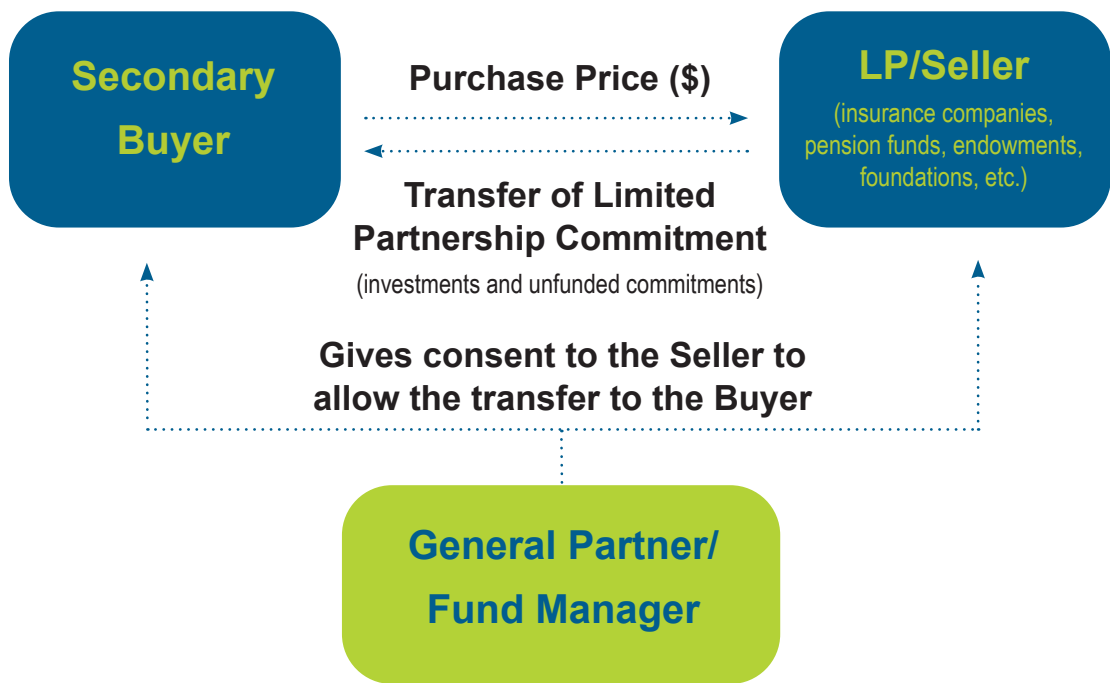 Secondary
Buyer
Purchase Price ($)
LP/Seller
(insurance companies,
pension funds, endowments,
foundations, etc.)
Transfer of Limited
Partnership Commitment
(investments and unfunded commitments)
Gives consent to the Seller to
allow the transfer to the Buyer
General Partner/
Fund Manager